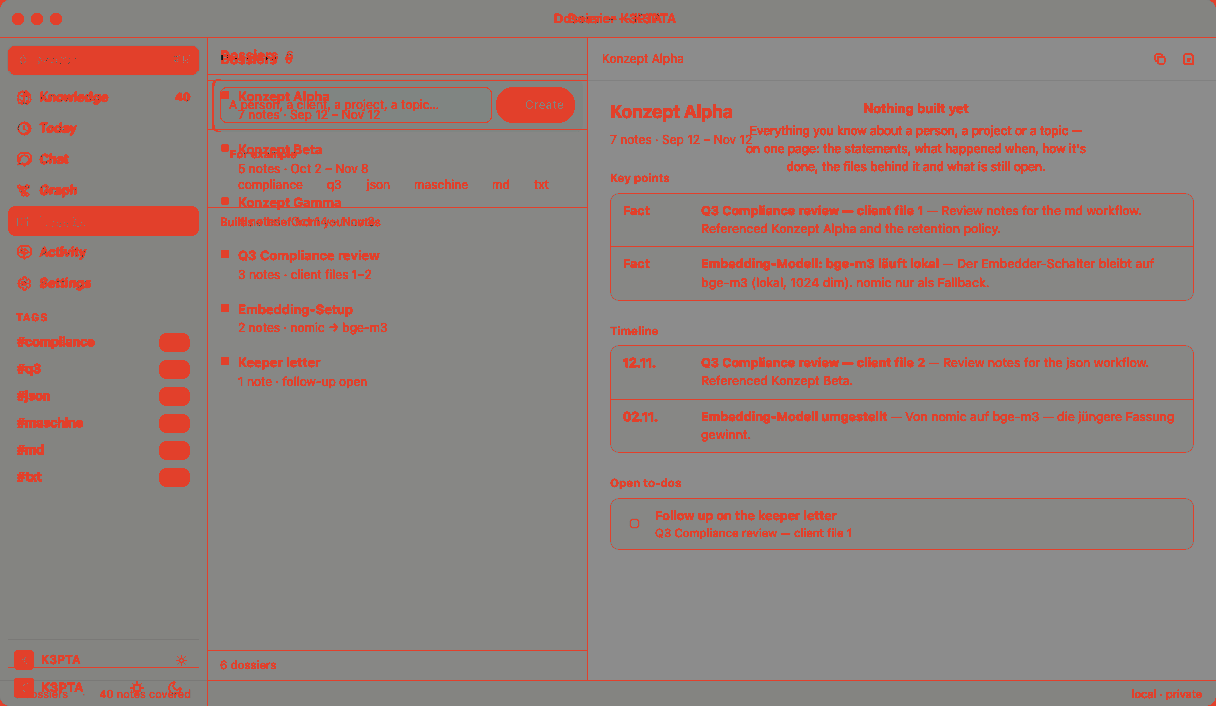 Dossier — K3PTA
Dossiers 6
Konzept Alpha
Knowledge 40
Today
Chat
Graph
Activity
Settings
TAGS
#compliance
#q3
#json
#maschine
#md
#txt
K3PTA
K3PTA
Konzept Alpha
A person, a client, a project, a topic...
Create
7 notes · Sep 12 – Nov 12
Konzept Beta
For example
5 notes · Oct 2 – Nov 8
compliance q3 json maschine md txt
Konzept Gamma
Q3 Compliance review
3 notes · client files 1–2
Embedding-Setup
2 notes · nomic → bge-m3
Keeper letter
1 note · follow-up open
6 dossiers
Konzept Alpha
7 notes · Sep 12 – Nov 12
Nothing built yet
Everything you know about a person, a project or a topic —
on one page: the statements, what happened when, how it's
done, the files behind it and what is still open.
Key points
Fact Q3 Compliance review — client file 1 — Review notes for the md workflow.
Referenced Konzept Alpha and the retention policy.
Fact Embedding-Modell: bge-m3 läuft lokal — Der Embedder-Schalter bleibt auf
bge-m3 (lokal, 1024 dim). nomic nur als Fallback.
Timeline
12.11. Q3 Compliance review — client file 2 — Review notes for the json workflow.
Referenced Konzept Beta.
02.11. Embedding-Modell umgestellt — Von nomic auf bge-m3 — die jüngere Fassung
gewinnt.
Open to-dos
Follow up on the keeper letter
Q3 Compliance review — client file 1
40 notes covered
local · private